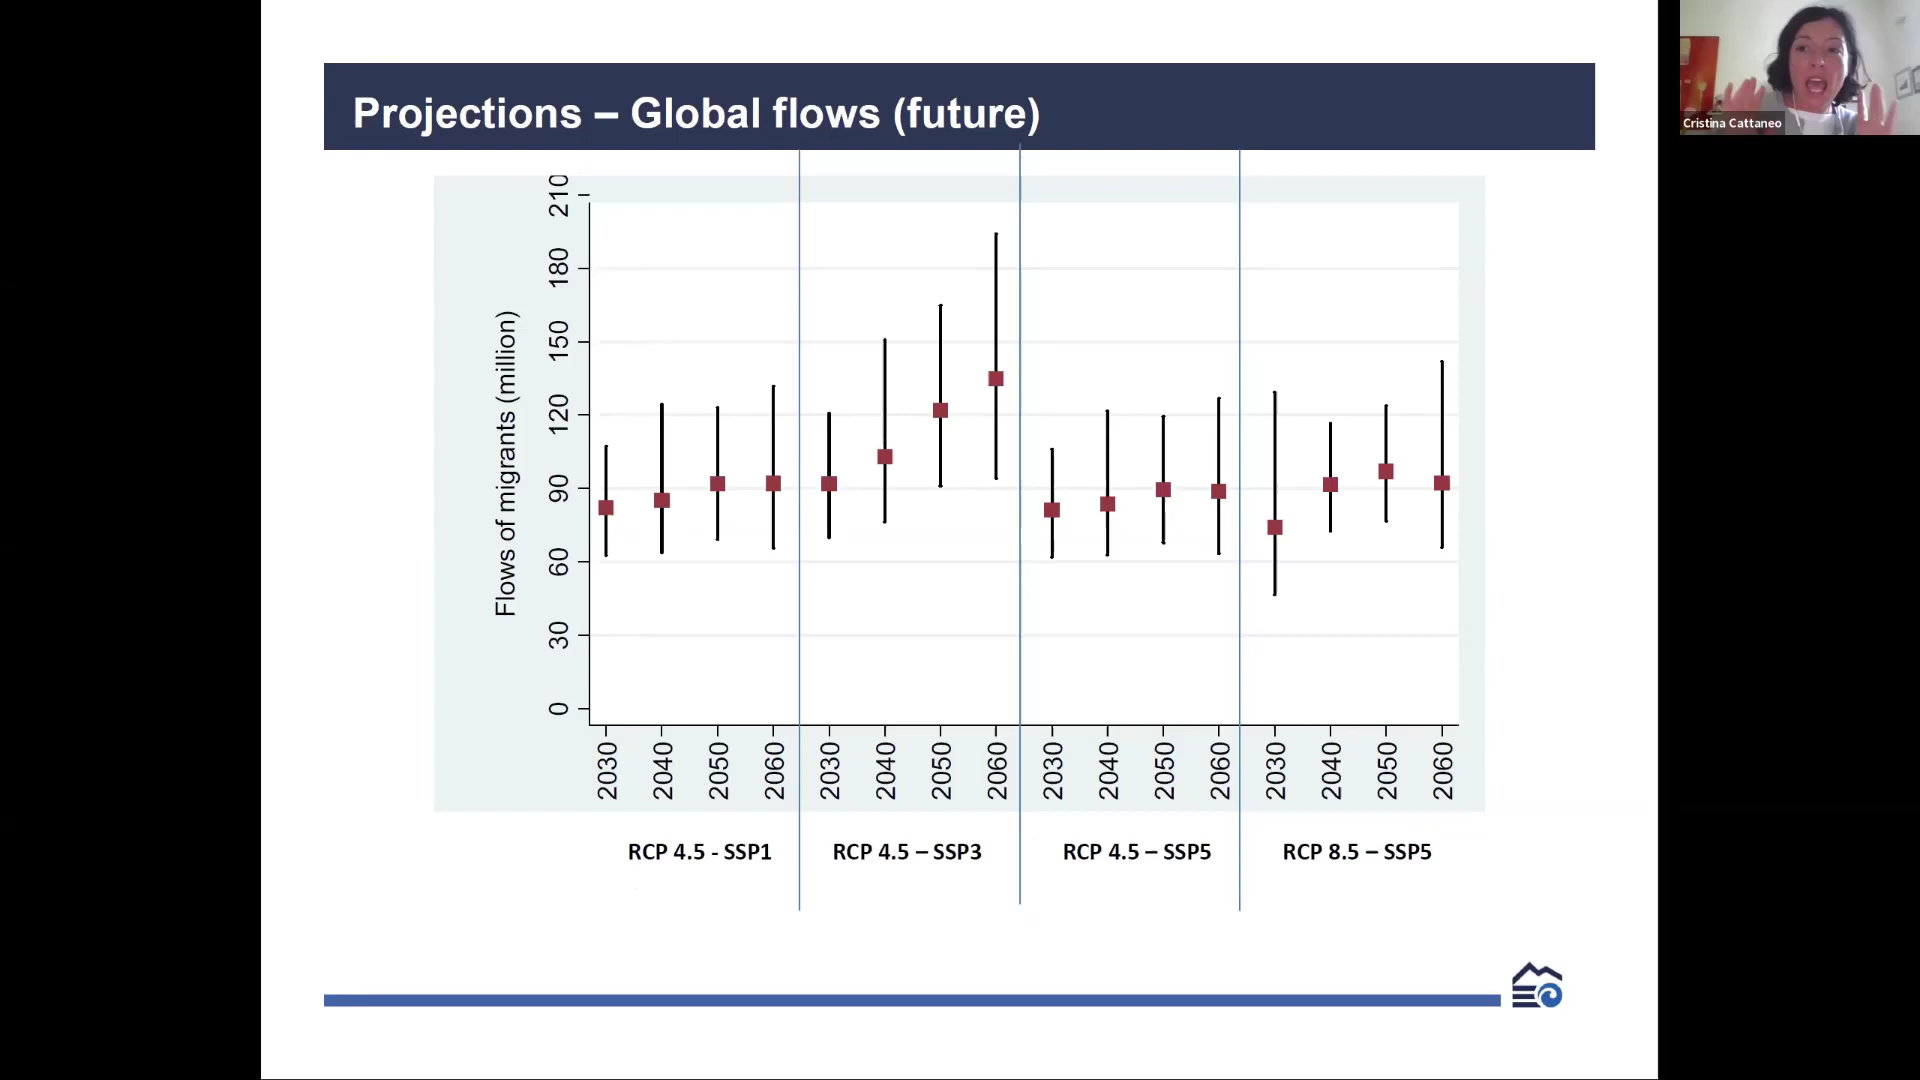 Projections – Global flows (future)
Cristina Cattaneo
Flows of migrants (million)
210
180
150
120
90
60
30
0
2030 2040 2050 2060 2030 2040 2050 2060 2030 2040 2050 2060 2030 2040 2050 2060
RCP 4.5 - SSP1 RCP 4.5 – SSP3 RCP 4.5 – SSP5 RCP 8.5 – SSP5